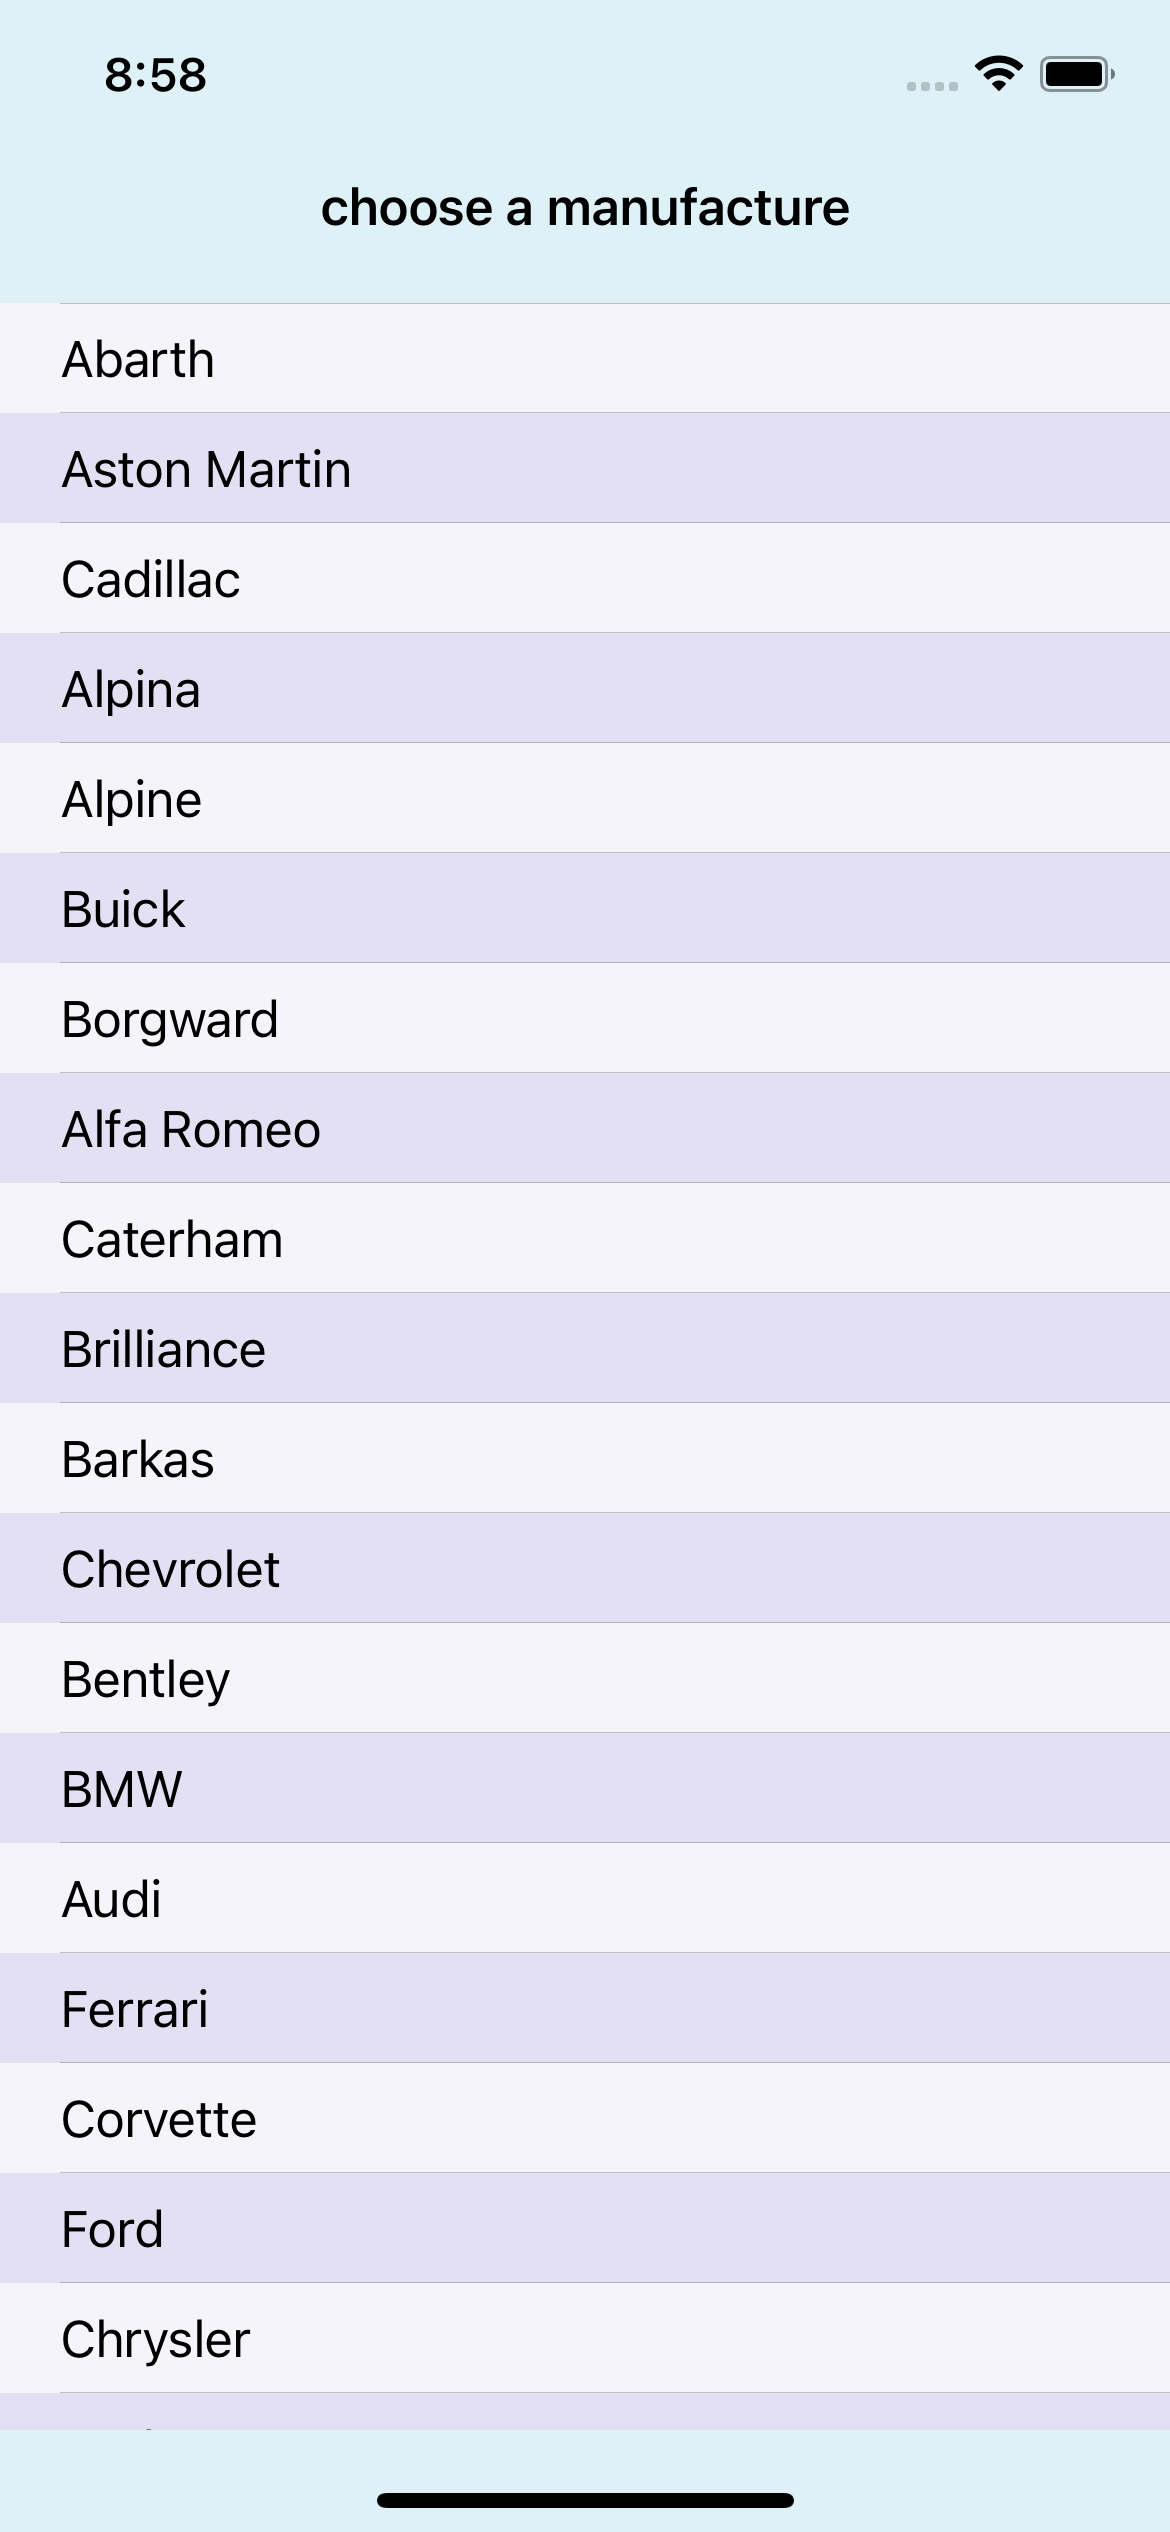 8:58
choose a manufacture
Abarth
Aston Martin
Cadillac
Alpina
Alpine
Buick
Borgward
Alfa Romeo
Caterham
Brilliance
Barkas
Chevrolet
Bentley
BMW
Audi
Ferrari
Corvette
Ford
Chrysler